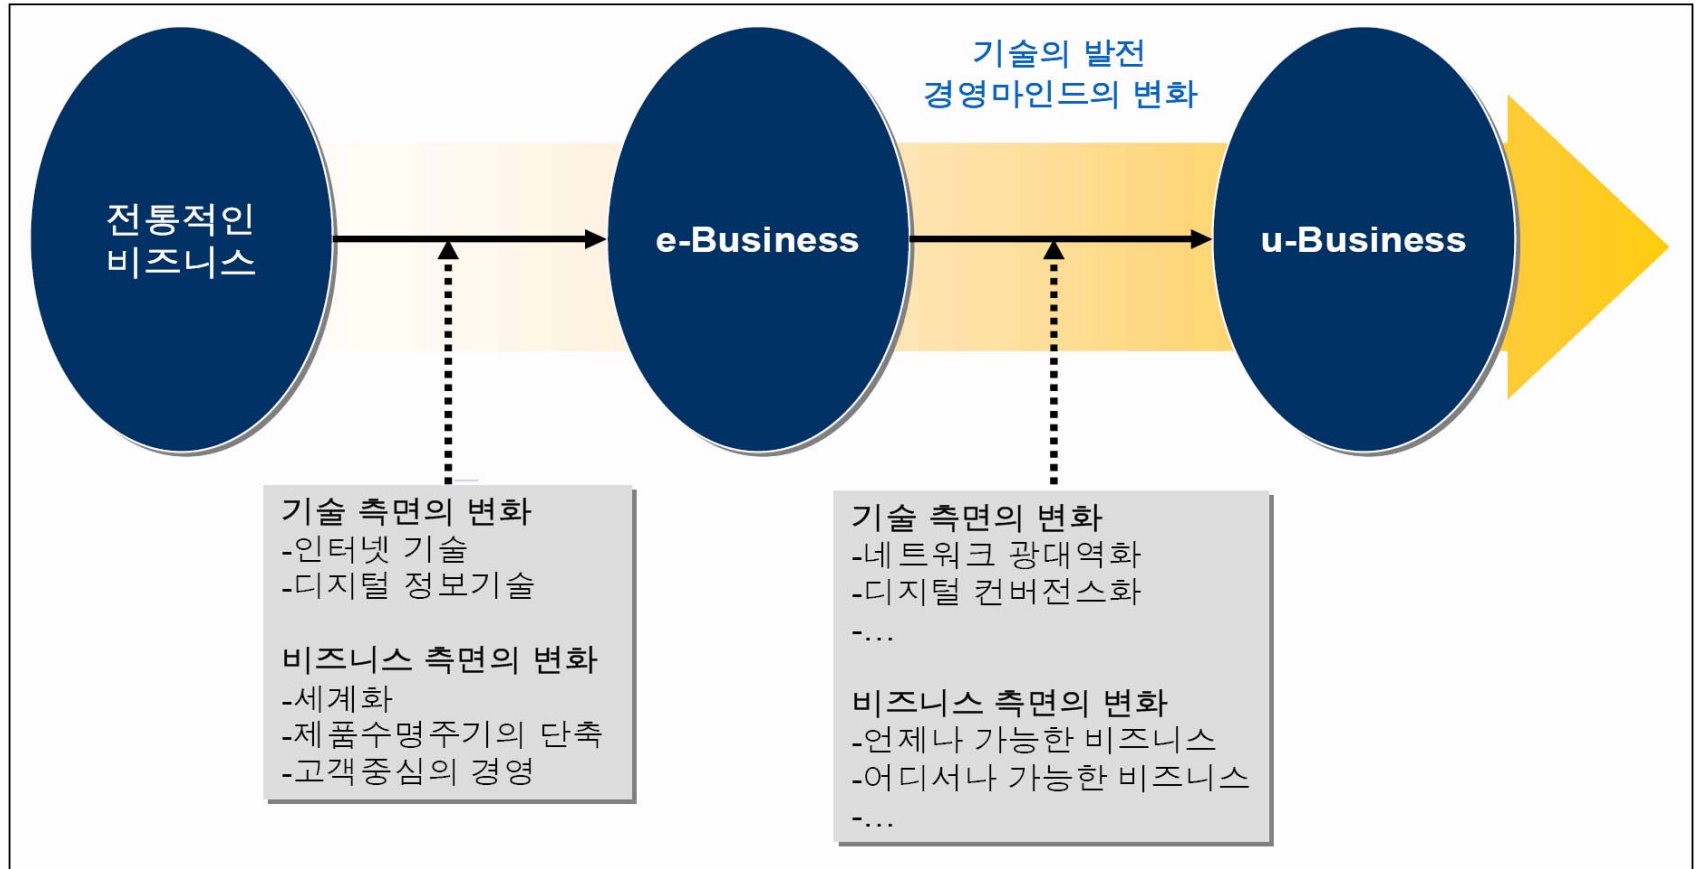 기술의 발전
경영마인드의 변화
전통적인
비즈니스
e-Business
u-Business
기술 측면의 변화
-인터넷 기술
-디지털 정보기술
비즈니스 측면의 변화
-세계화
-제품수명주기의 단축
-고객중심의 경영
기술 측면의 변화
-네트워크 광대역화
-디지털 컨버전스화
-...
비즈니스 측면의 변화
-언제나 가능한 비즈니스
-어디서나 가능한 비즈니스
-...